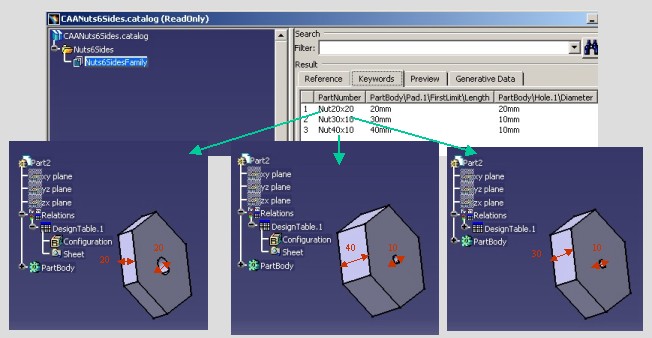 CAANuts6Sides.catalog (ReadOnly)
CAANuts6Sides.catalog
Nuts6Sides
Nuts6SidesFamily
Search
Filter:
Result
Reference Keywords Preview Generative Data
PartNumber PartBody\Pad.1\FirstLimit\Length PartBody\Hole.1\Diameter
1 Nut20x20 20mm 20mm
2 Nut30x10 30mm 10mm
3 Nut40x10 40mm 10mm
Part2
xy plane
yz plane
zx plane
Relations
DesignTable.1
Configuration
Sheet
PartBody
20
20
Part2
xy plane
yz plane
zx plane
Relations
DesignTable.1
Configuration
Sheet
PartBody
40
10
Part2
xy plane
yz plane
zx plane
Relations
DesignTable.1
PartBody
30
10